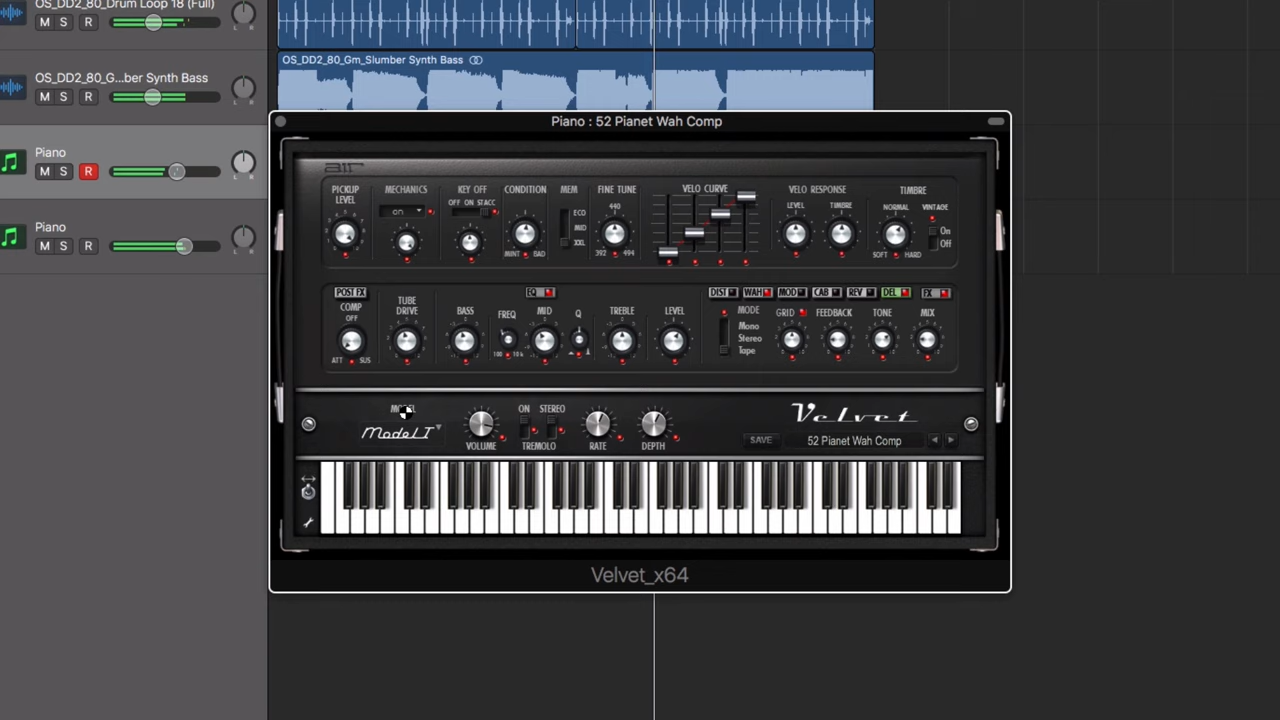 OS_DD2_80_Drum Loop 18 (Full)
M S R
OS_DD2_80_G...ber Synth Bass
M S R
L R
Piano
M S R
L R
Piano
M S R
L R
OS_DD2_80_Gm_Slumber Synth Bass
Piano : 52 Pianet Wah Comp
air
PICKUP LEVEL
MECHANICS
on
KEY OFF
OFF ON STACC
CONDITION
MINT BAD
MEM
ECO
MID
XXL
FINE TUNE
440
392 494
VELO CURVE
VELO RESPONSE
LEVEL TIMBRE
TIMBRE
NORMAL
SOFT HARD
VINTAGE
On
Off
POST FX
COMP
OFF
ATT SUS
TUBE DRIVE
EQ
BASS
FREQ
100 10k
MID
Q
TREBLE
LEVEL
DIST WAH MOD CAB REV DEL FX
MODE
Mono
Stereo
Tape
GRID FEEDBACK TONE MIX
MODEL
Model T
VOLUME
ON STEREO
TREMOLO
RATE
DEPTH
Velvet
SAVE 52 Pianet Wah Comp
Velvet_x64